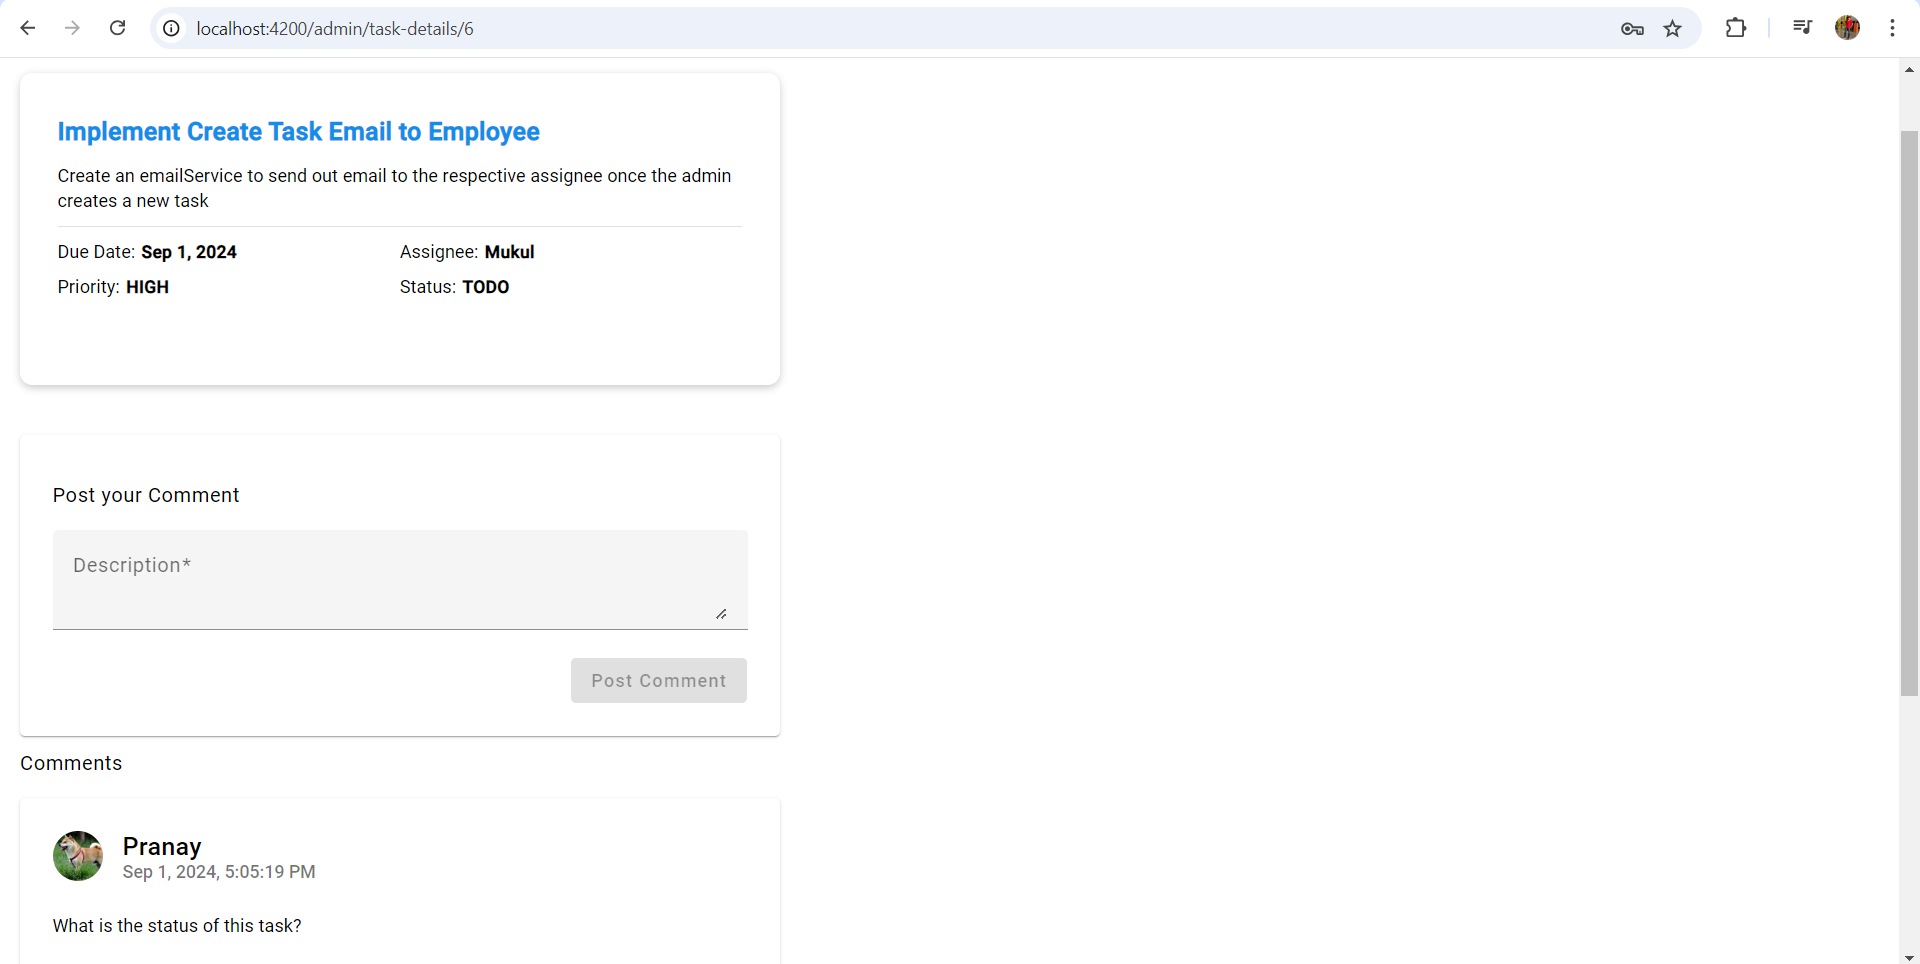 localhost:4200/admin/task-details/6
Implement Create Task Email to Employee
Create an emailService to send out email to the respective assignee once the admin
creates a new task
Due Date: Sep 1, 2024
Assignee: Mukul
Priority: HIGH
Status: TODO
Post your Comment
Description*
Post Comment
Comments
Pranay
Sep 1, 2024, 5:05:19 PM
What is the status of this task?